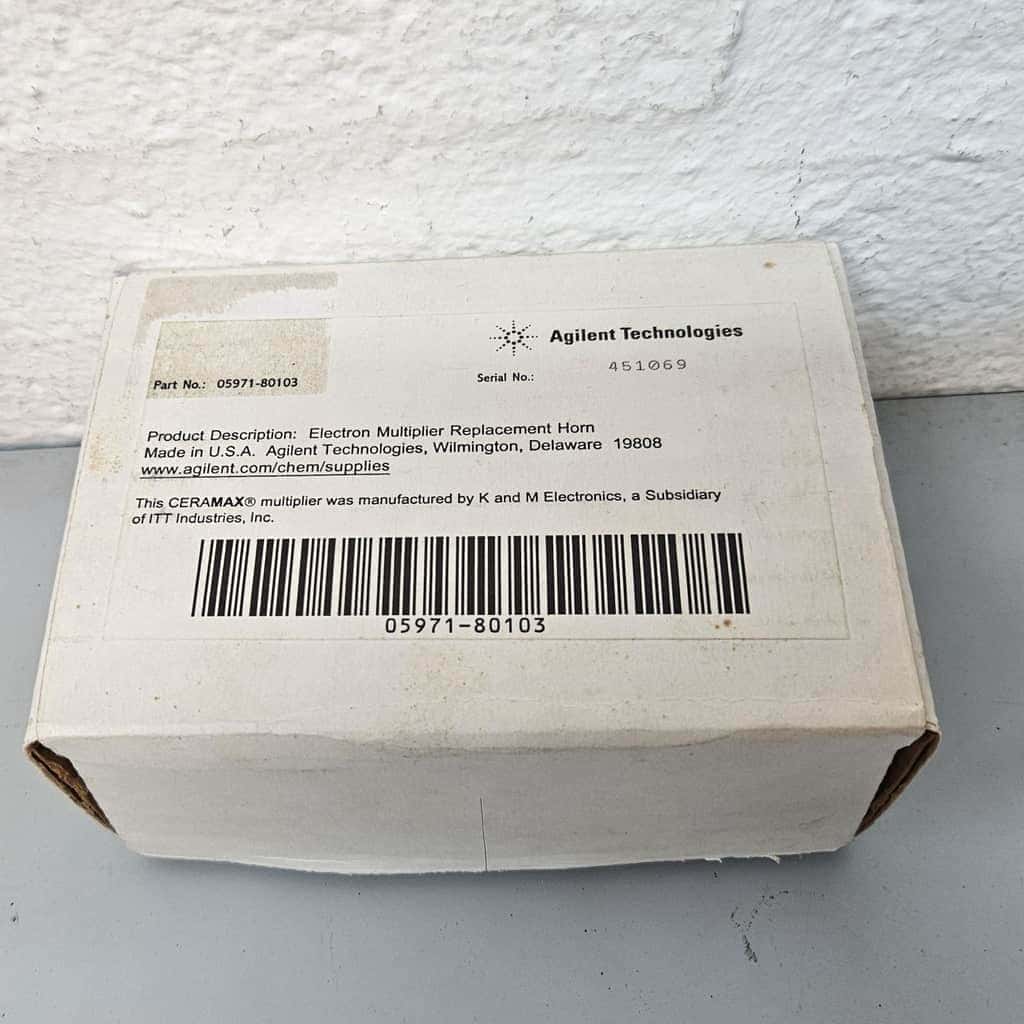 Agilent Technologies
Part No.: 05971-80103
Serial No.: 451069
Product Description: Electron Multiplier Replacement Horn
Made in U.S.A. Agilent Technologies, Wilmington, Delaware 19808
www.agilent.com/chem/supplies
This CERAMAX® multiplier was manufactured by K and M Electronics, a Subsidiary
of ITT Industries, Inc.
05971-80103